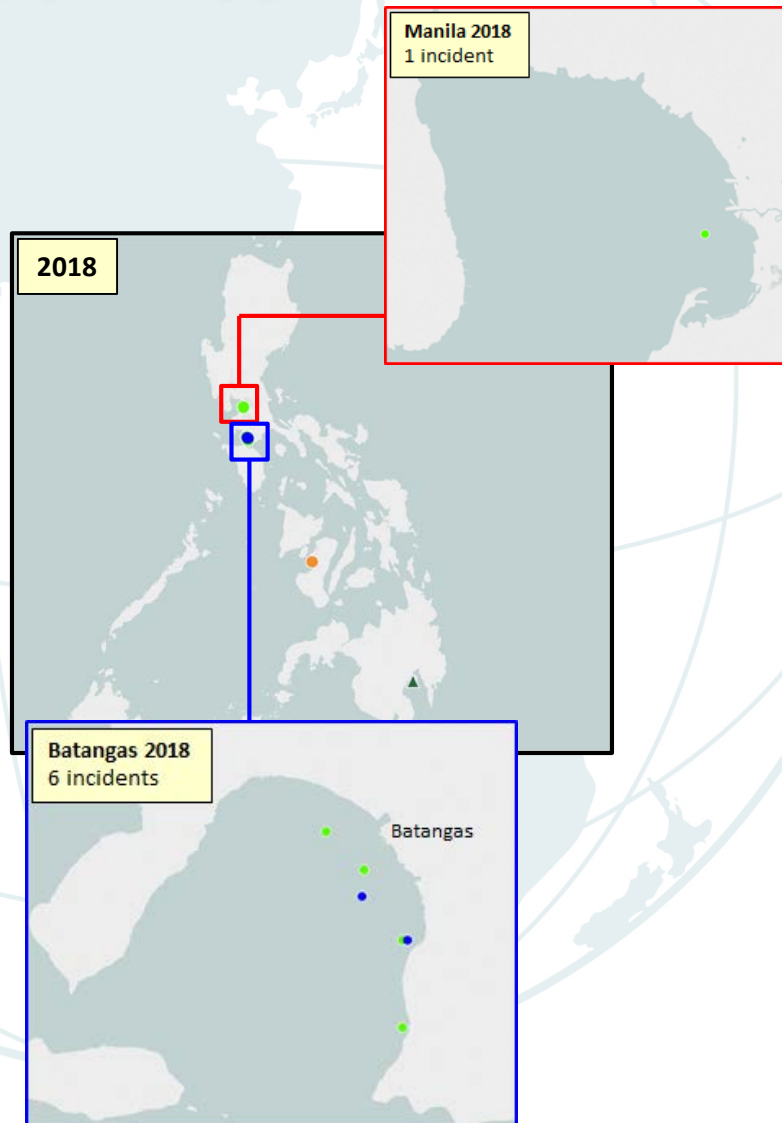 Manila 2018
1 incident
2018
Batangas 2018
6 incidents
Batangas